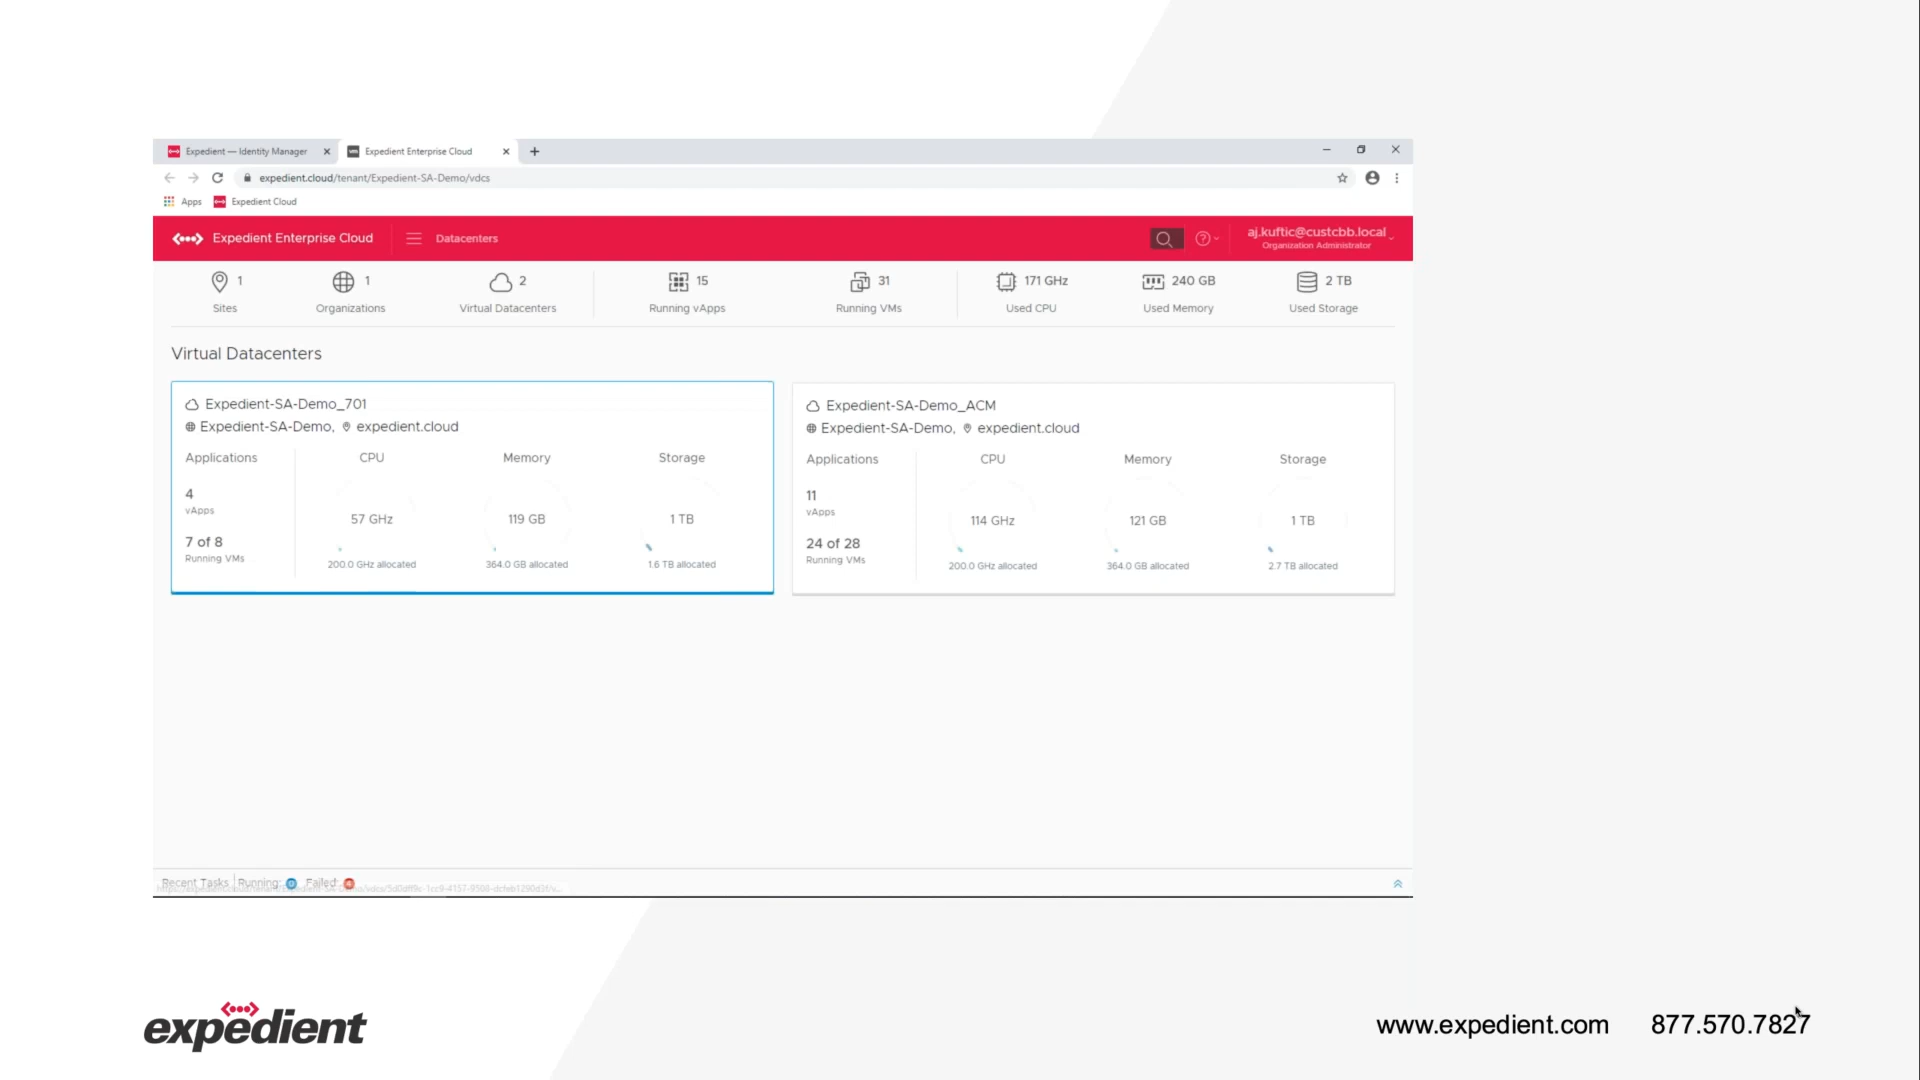 Expedient — Identity Manager
Expedient Enterprise Cloud
expedient.cloud/tenant/Expedient-SA-Demo/vdcs
Apps
Expedient Cloud
Expedient Enterprise Cloud
Datacenters
aj.kuftic@custcbb.local
Organization Administrator
1
Sites
1
Organizations
2
Virtual Datacenters
15
Running vApps
31
Running VMs
171 GHz
Used CPU
240 GB
Used Memory
2 TB
Used Storage
Virtual Datacenters
Expedient-SA-Demo_701
Expedient-SA-Demo, expedient.cloud
Applications
4
vApps
7 of 8
Running VMs
CPU
57 GHz
200.0 GHz allocated
Memory
119 GB
364.0 GB allocated
Storage
1 TB
1.6 TB allocated
Expedient-SA-Demo_ACM
Expedient-SA-Demo, expedient.cloud
Applications
11
vApps
24 of 28
Running VMs
CPU
114 GHz
200.0 GHz allocated
Memory
121 GB
364.0 GB allocated
Storage
1 TB
2.7 TB allocated
Recent Tasks Running: Failed:
expedient
www.expedient.com 877.570.7827